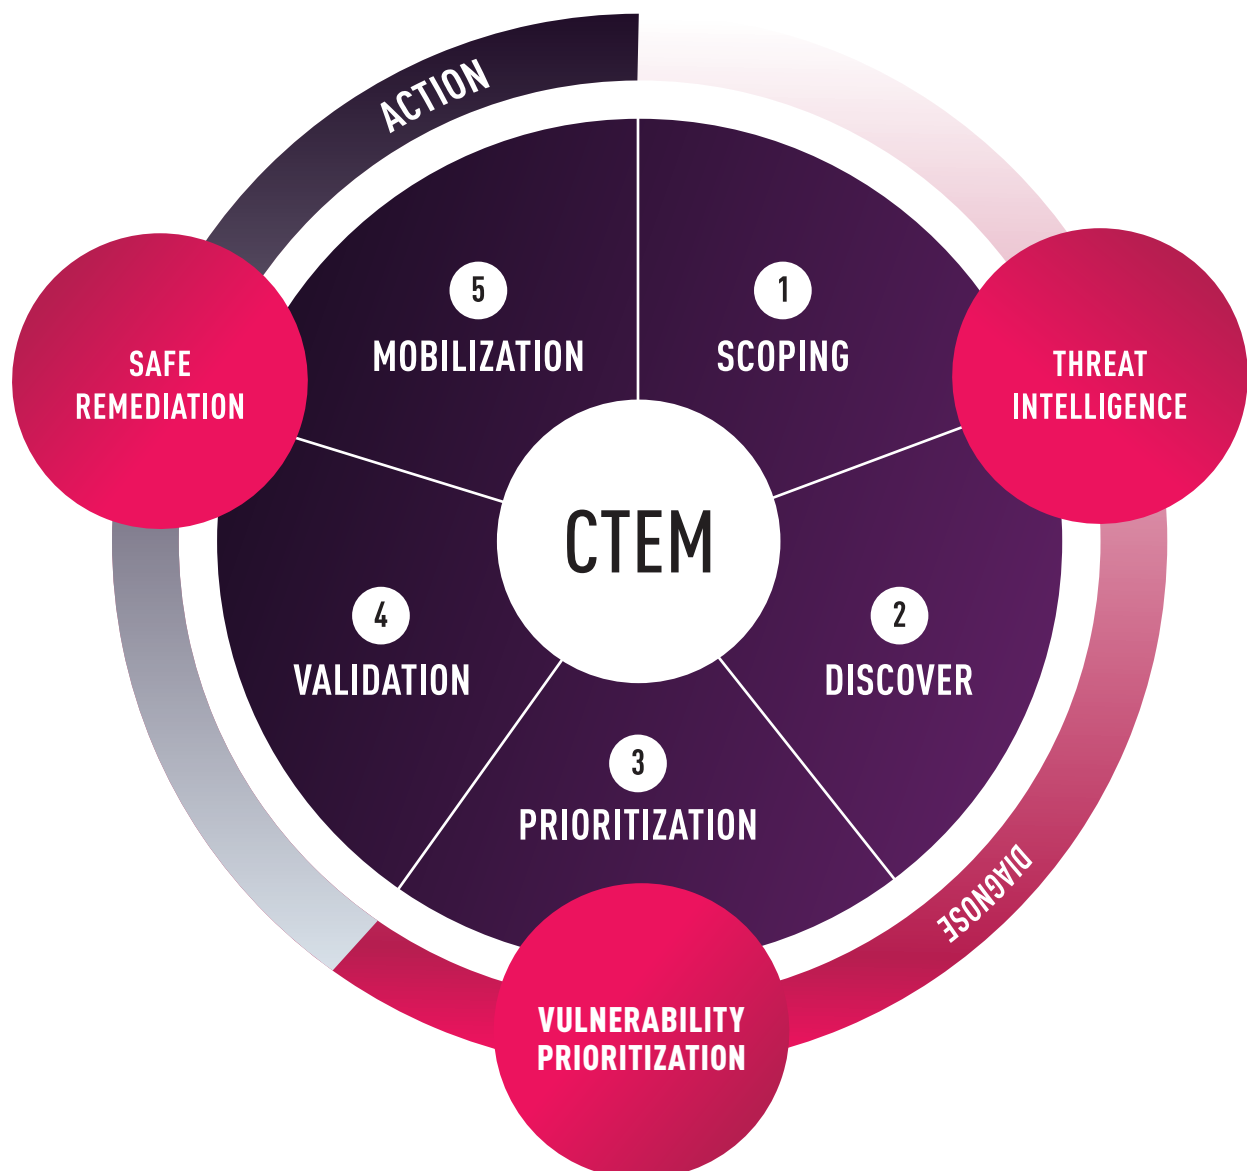 ACTION
5
MOBILIZATION
1
SCOPING
SAFE
REMEDIATION
THREAT
INTELLIGENCE
CTEM
4
VALIDATION
2
DISCOVER
3
PRIORITIZATION
DIAGNOSE
VULNERABILITY
PRIORITIZATION